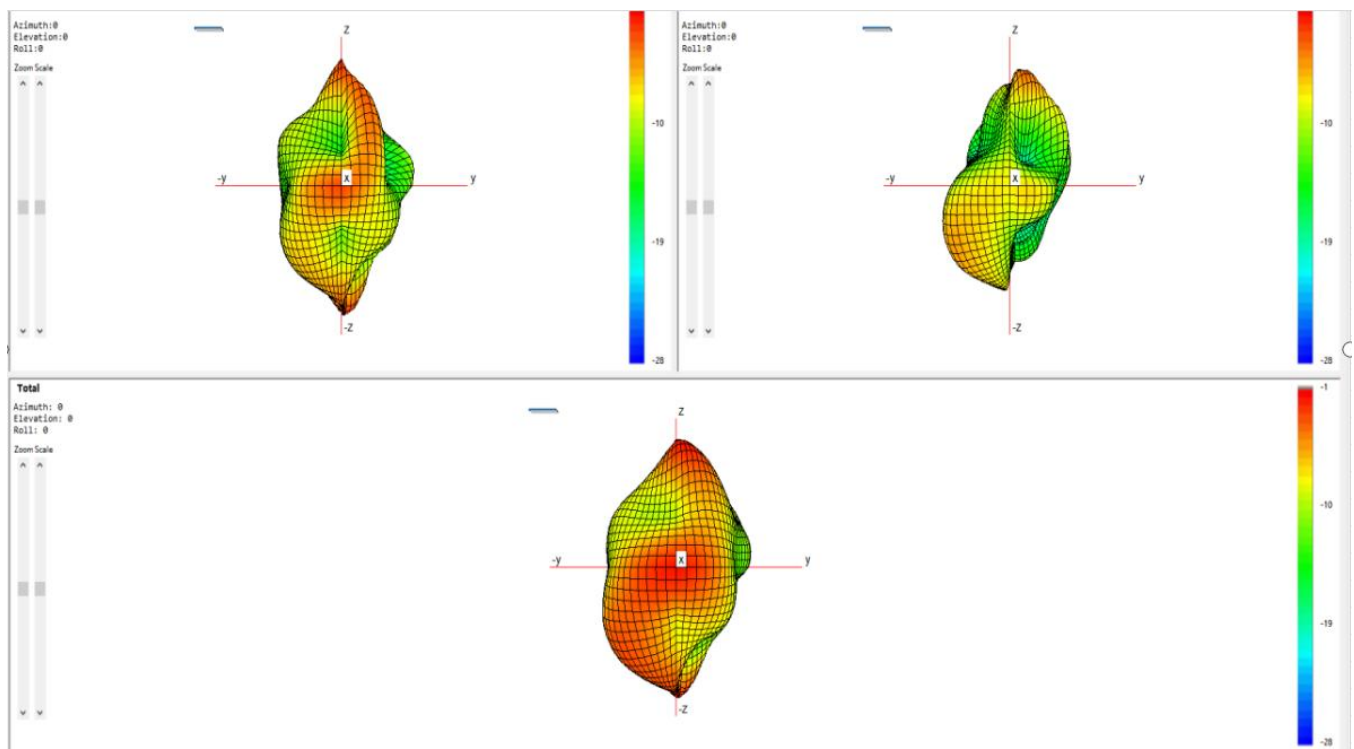 Azimuth:0
Elevation:0
Roll:0
Zoom Scale
Z
-y
X
y
-Z
-10
-19
-28
Azimuth:0
Elevation:0
Roll:0
Zoom Scale
Z
-y
X
y
-Z
-10
-19
-28
Total
Azimuth: 0
Elevation: 0
Roll: 0
Zoom Scale
Z
-y
X
y
-Z
-1
-10
-19
-28